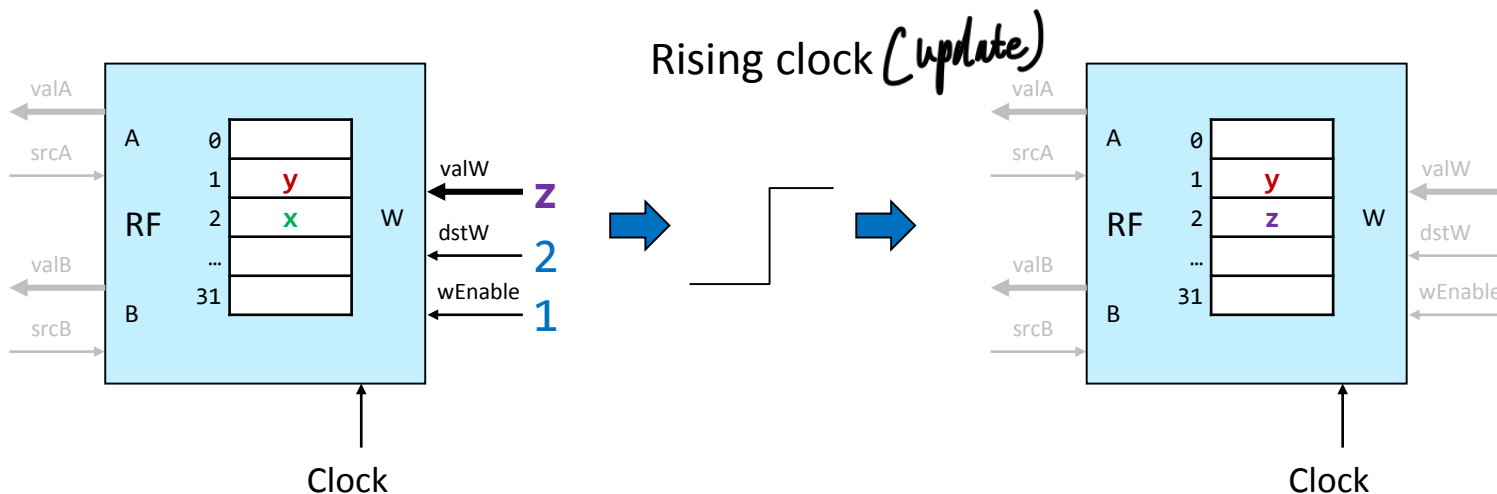 Rising clock (update)
valA
A
srcA
RF
valB
B
srcB
0
1 y
2 x
...
31
W
valW z
dstW 2
wEnable 1
Clock
valA
A
srcA
RF
valB
B
srcB
0
1 y
2 z
...
31
W
valW
dstW
wEnable
Clock